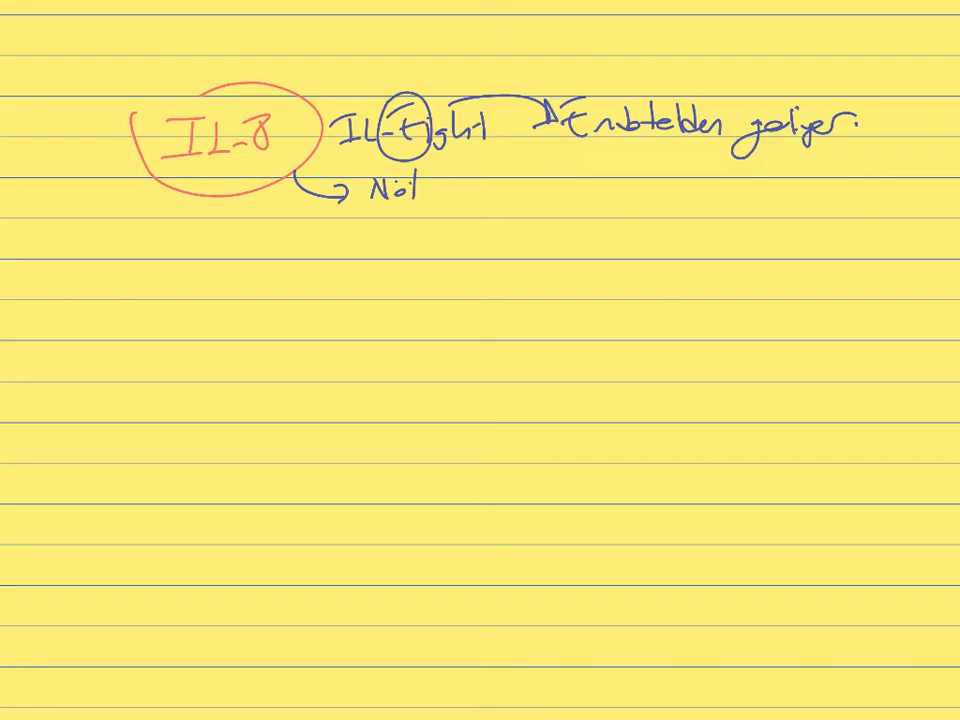 IL-8 IL-Eight → Endotelden geliyor.
→ Nöt